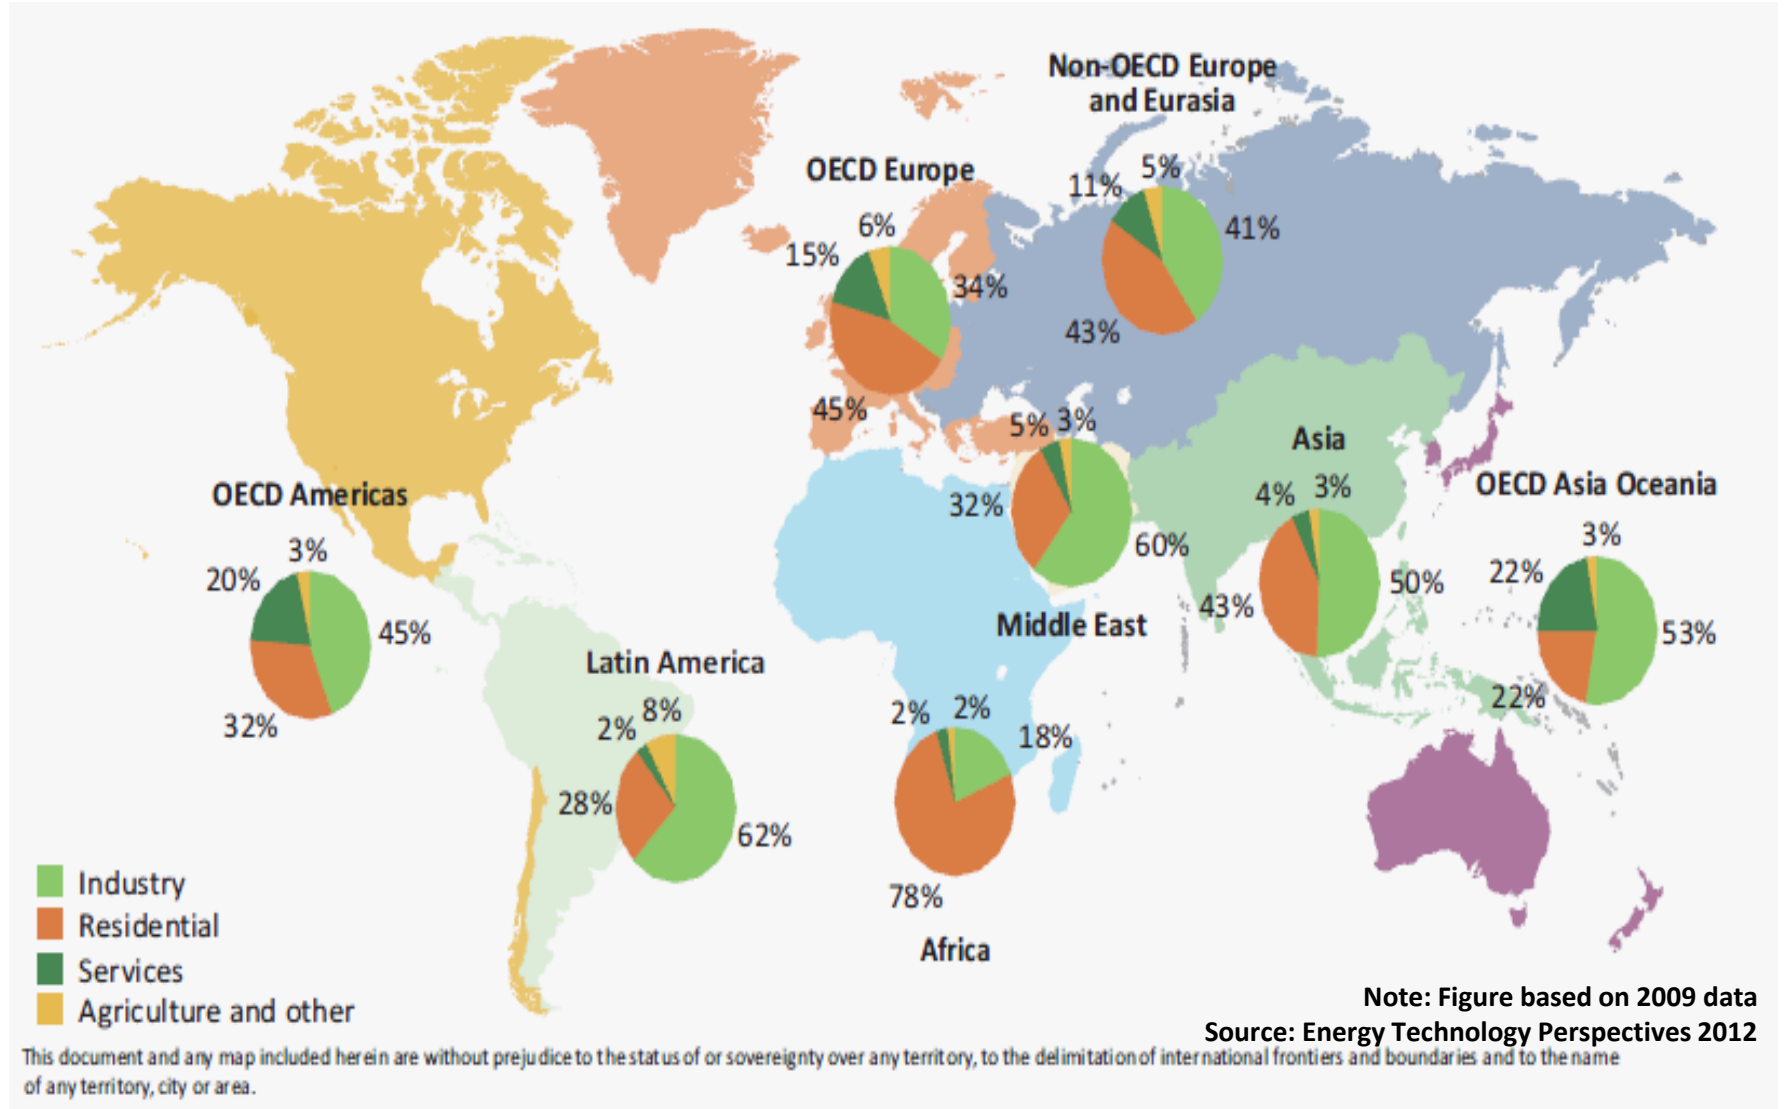 Non-OECD Europe
and Eurasia
5%
11%
41%
43%
OECD Europe
6%
15%
34%
45%
5% 3%
32%
60%
Middle East
Asia
4% 3%
50%
43%
OECD Asia Oceania
3%
22%
53%
22%
OECD Americas
3%
20%
45%
32%
Latin America
8%
2%
28%
62%
2% 2%
18%
78%
Africa
Industry
Residential
Services
Agriculture and other
Note: Figure based on 2009 data
Source: Energy Technology Perspectives 2012
This document and any map included herein are without prejudice to the status of or sovereignty over any territory, to the delimitation of international frontiers and boundaries and to the name
of any territory, city or area.